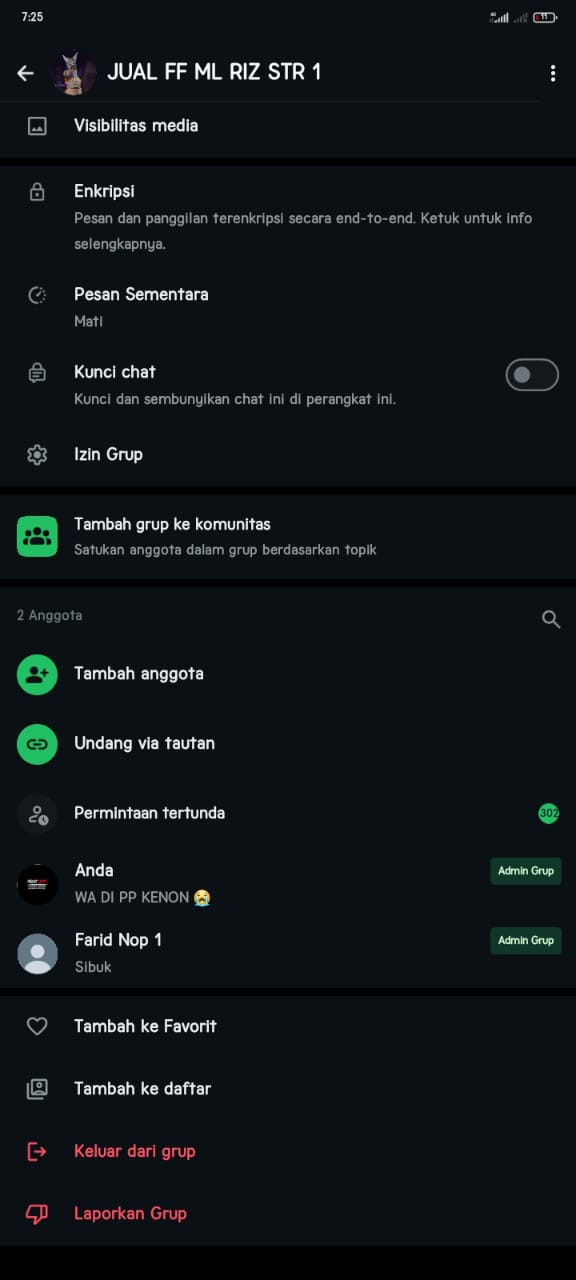 7:25
4G
11
JUAL FF ML RIZ STR 1
Visibilitas media
Enkripsi
Pesan dan panggilan terenkripsi secara end-to-end. Ketuk untuk info
selengkapnya.
Pesan Sementara
Mati
Kunci chat
Kunci dan sembunyikan chat ini di perangkat ini.
Izin Grup
Tambah grup ke komunitas
Satukan anggota dalam grup berdasarkan topik
2 Anggota
Tambah anggota
Undang via tautan
Permintaan tertunda
302
Anda
Admin Grup
WA DI PP KENON 😭
Farid Nop 1
Admin Grup
Sibuk
Tambah ke Favorit
Tambah ke daftar
Keluar dari grup
Laporkan Grup